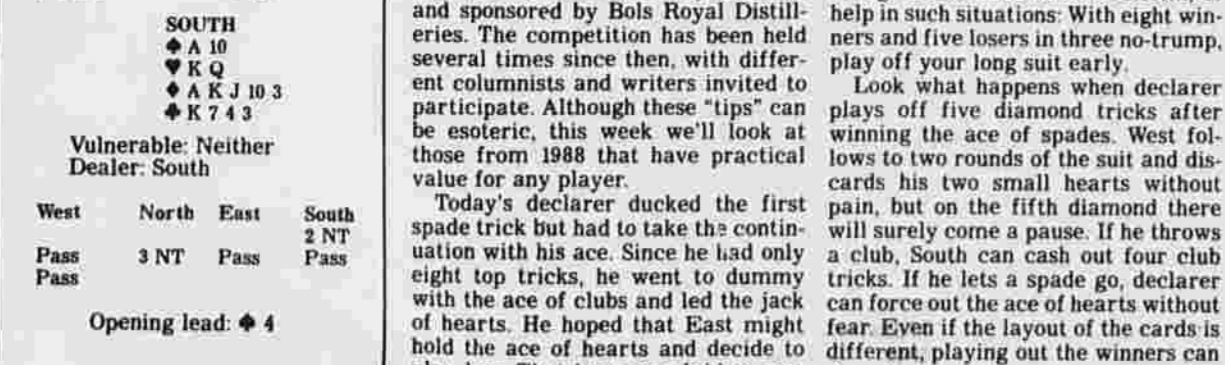 SOUTH
♠ A 10
♥ K Q
♦ A K J 10 3
♣ K 7 4 3
Vulnerable: Neither
Dealer: South
West North East South
2 NT
Pass 3 NT Pass Pass
Pass
Opening lead: ♠ 4
and sponsored by Bols Royal Distill-
eries. The competition has been held
several times since then, with differ-
ent columnists and writers invited to
participate. Although these "tips" can
be esoteric, this week we'll look at
those from 1988 that have practical
value for any player.
Today's declarer ducked the first
spade trick but had to take the contin-
uation with his ace. Since he had only
eight top tricks, he went to dummy
with the ace of clubs and led the jack
of hearts. He hoped that East might
hold the ace of hearts and decide to
help in such situations: With eight win-
ners and five losers in three no-trump,
play off your long suit early.
Look what happens when declarer
plays off five diamond tricks after
winning the ace of spades. West fol-
lows to two rounds of the suit and dis-
cards his two small hearts without
pain, but on the fifth diamond there
will surely come a pause. If he throws
a club, South can cash out four club
tricks. If he lets a spade go, declarer
can force out the ace of hearts without
fear. Even if the layout of the cards is
different, playing out the winners can